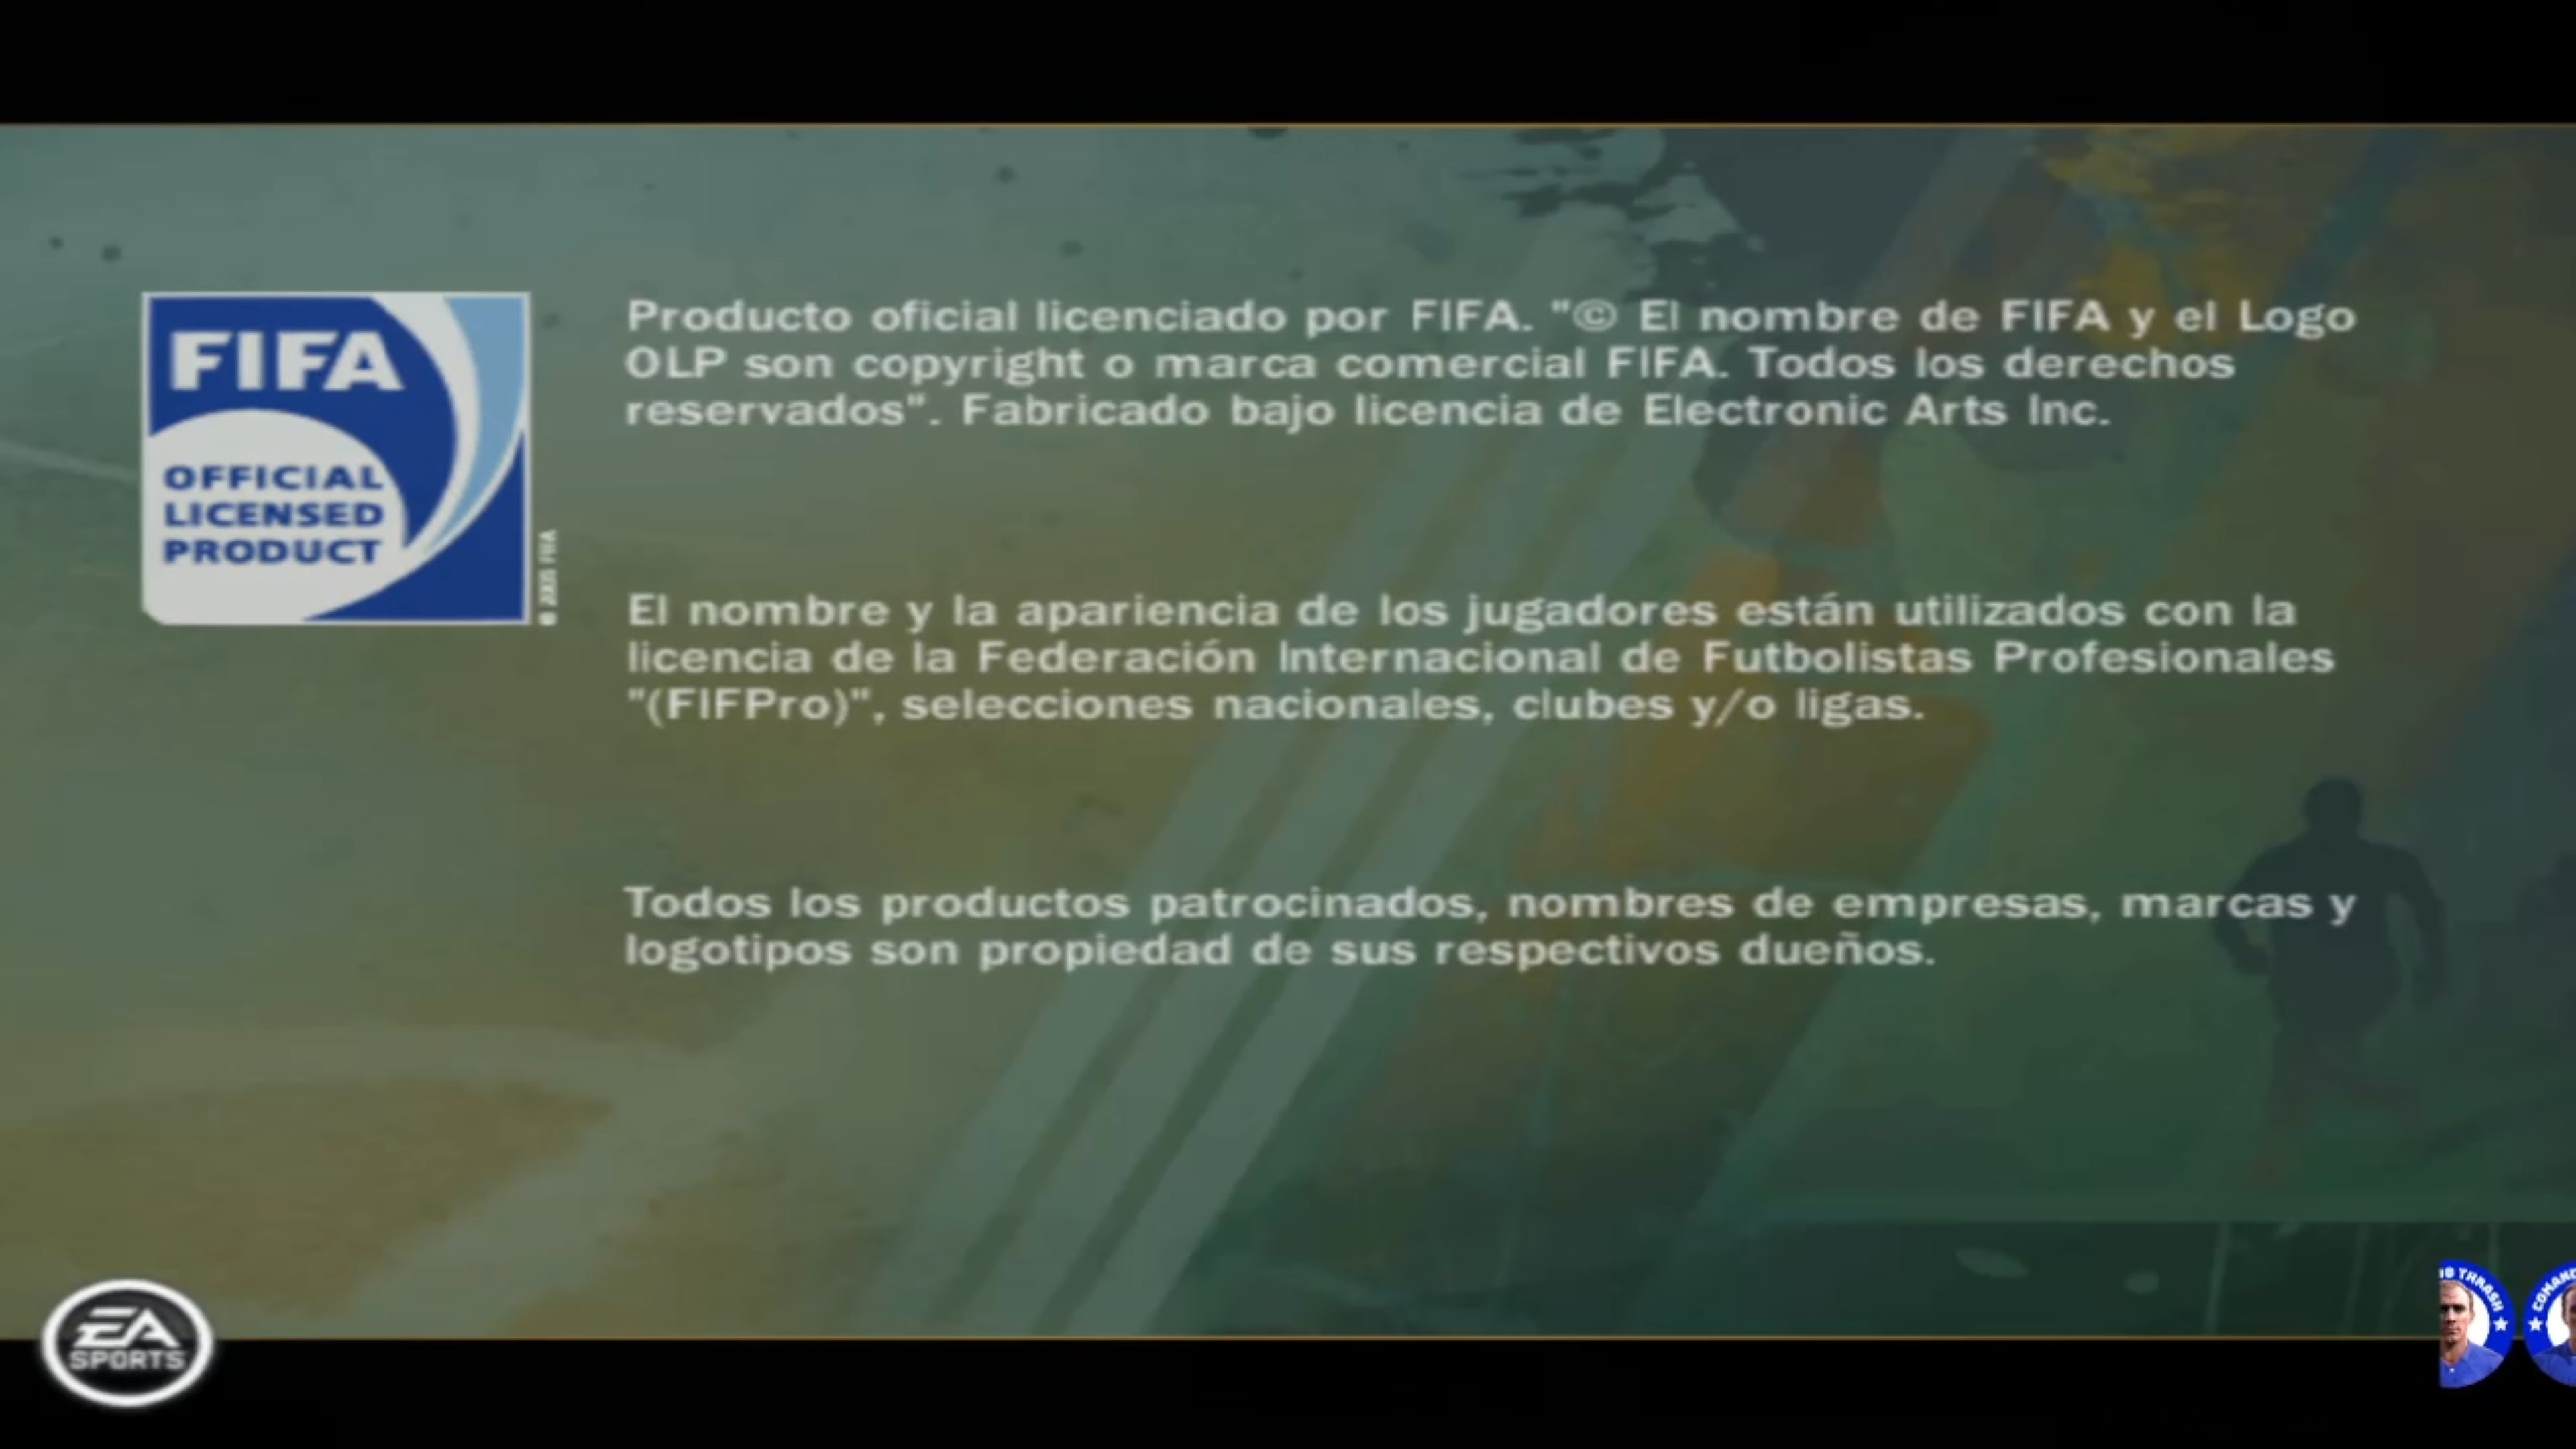 FIFA
OFFICIAL
LICENSED
PRODUCT
© 2005 FIFA
Producto oficial licenciado por FIFA. "© El nombre de FIFA y el Logo
OLP son copyright o marca comercial FIFA. Todos los derechos
reservados". Fabricado bajo licencia de Electronic Arts Inc.
El nombre y la apariencia de los jugadores están utilizados con la
licencia de la Federación Internacional de Futbolistas Profesionales
"(FIFPro)", selecciones nacionales, clubes y/o ligas.
Todos los productos patrocinados, nombres de empresas, marcas y
logotipos son propiedad de sus respectivos dueños.
EA
SPORTS
THRASH